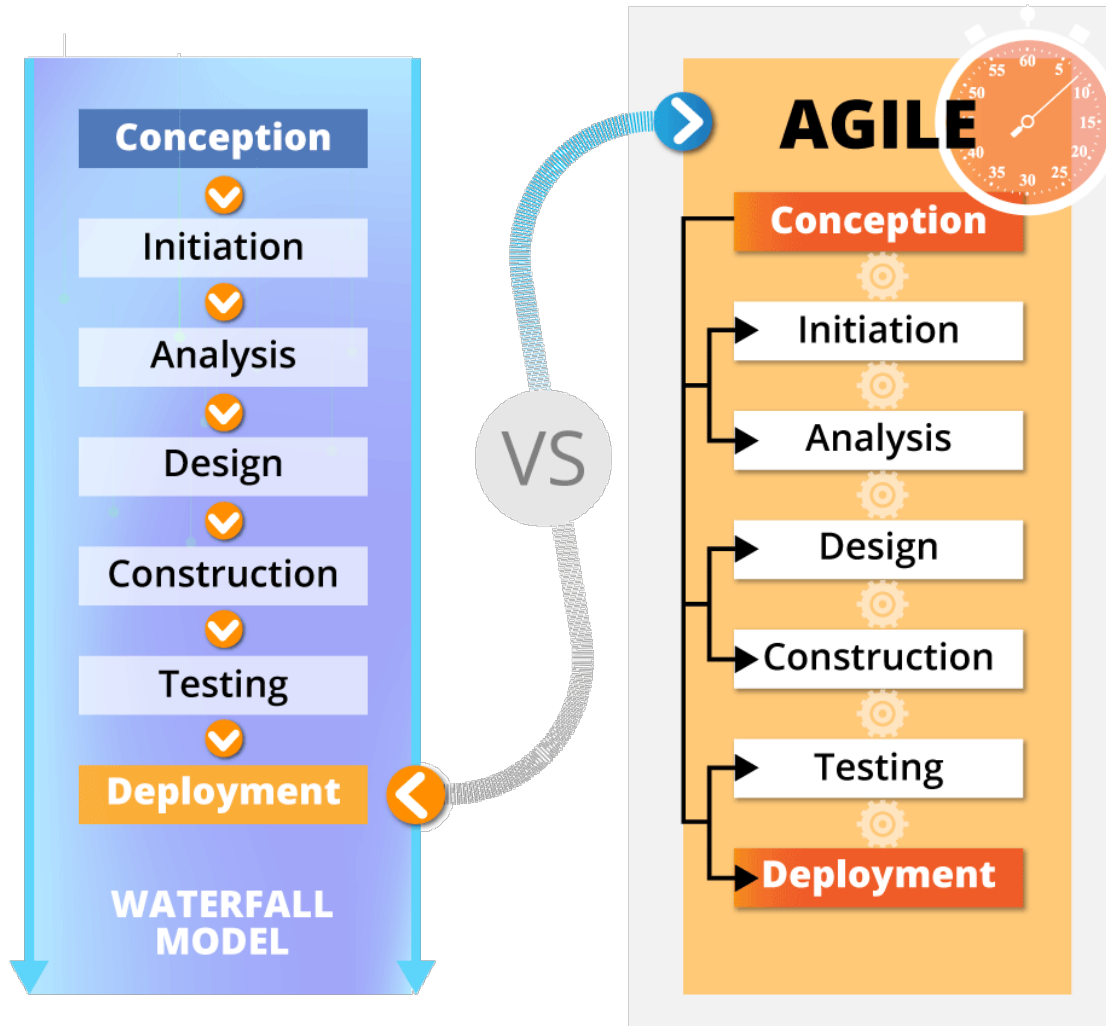 Conception
Initiation
Analysis
Design
Construction
Testing
Deployment
WATERFALL
MODEL
VS
AGILE
60
5
10
15
20
25
30
35
40
50
55
Conception
Initiation
Analysis
Design
Construction
Testing
Deployment